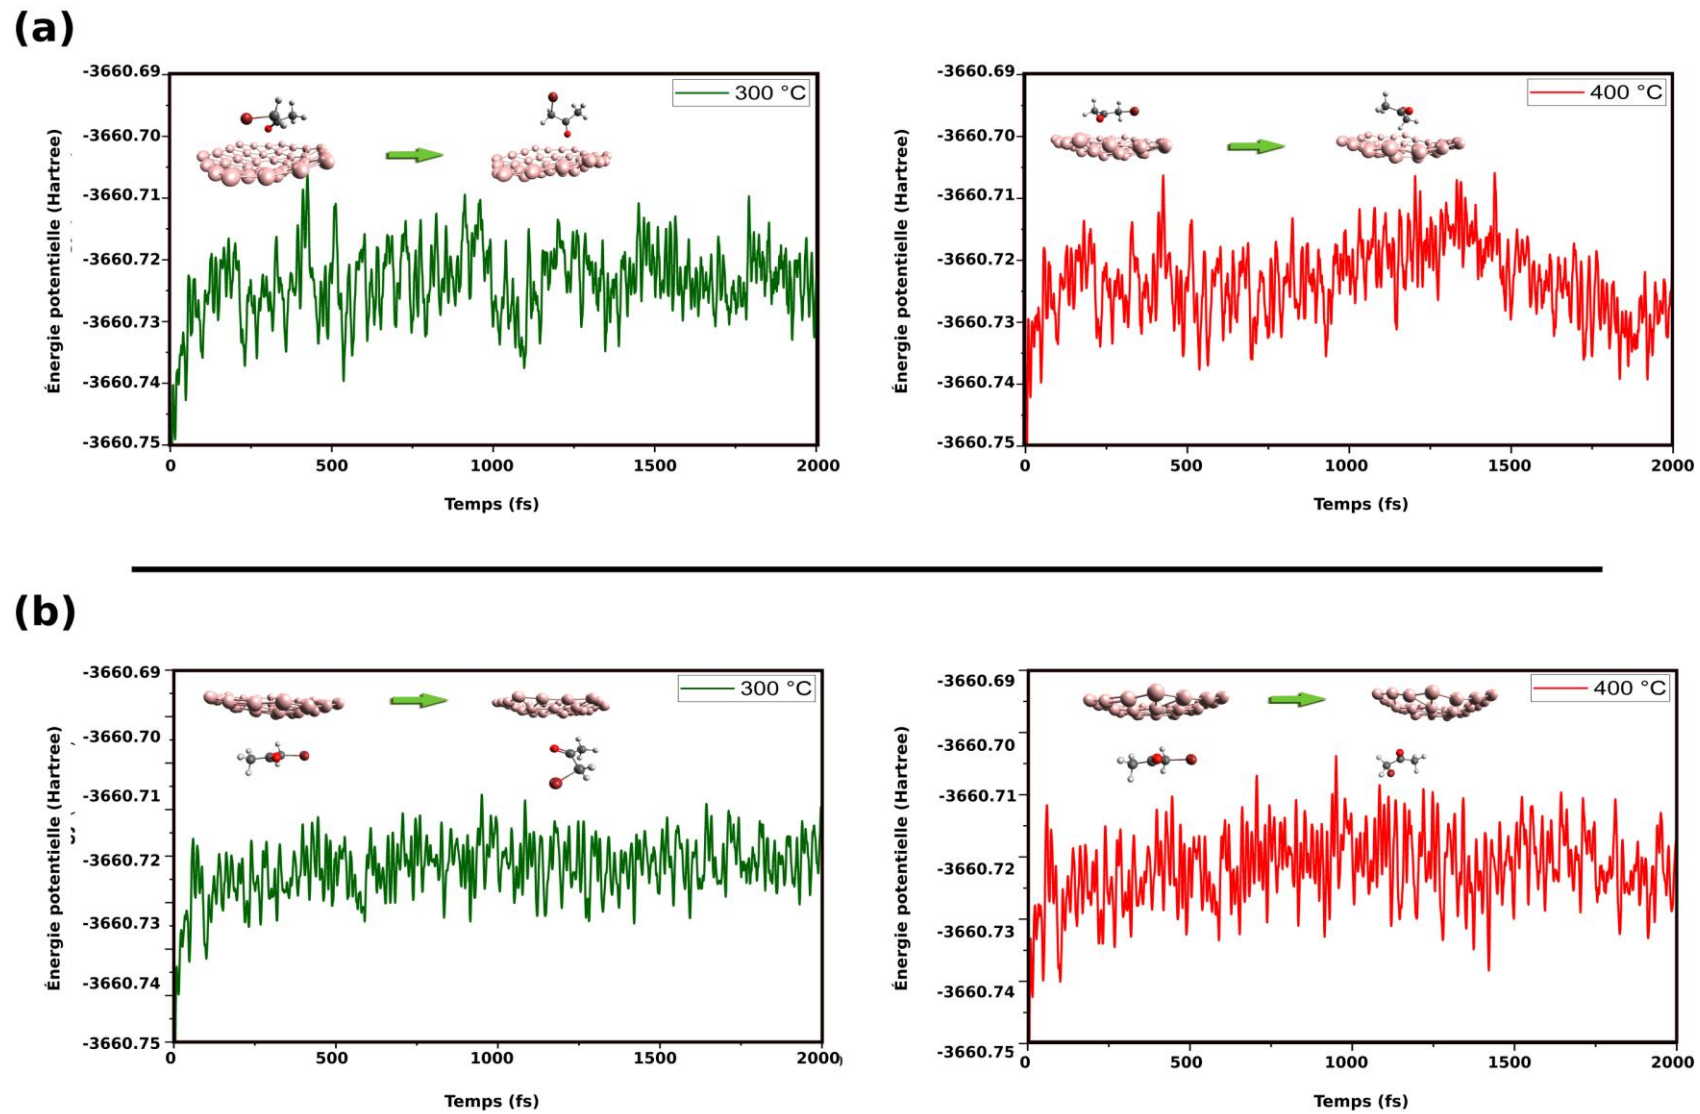 (a)
Énergie potentielle (Hartree)
-3660.69
-3660.70
-3660.71
-3660.72
-3660.73
-3660.74
-3660.75
300 °C
0 500 1000 1500 2000
Temps (fs)
Énergie potentielle (Hartree)
-3660.69
-3660.70
-3660.71
-3660.72
-3660.73
-3660.74
-3660.75
400 °C
0 500 1000 1500 2000
Temps (fs)
(b)
Énergie potentielle (Hartree)
-3660.69
-3660.70
-3660.71
-3660.72
-3660.73
-3660.74
-3660.75
300 °C
0 500 1000 1500 2000
Temps (fs)
Énergie potentielle (Hartree)
-3660.69
-3660.70
-3660.71
-3660.72
-3660.73
-3660.74
-3660.75
400 °C
0 500 1000 1500 2000
Temps (fs)